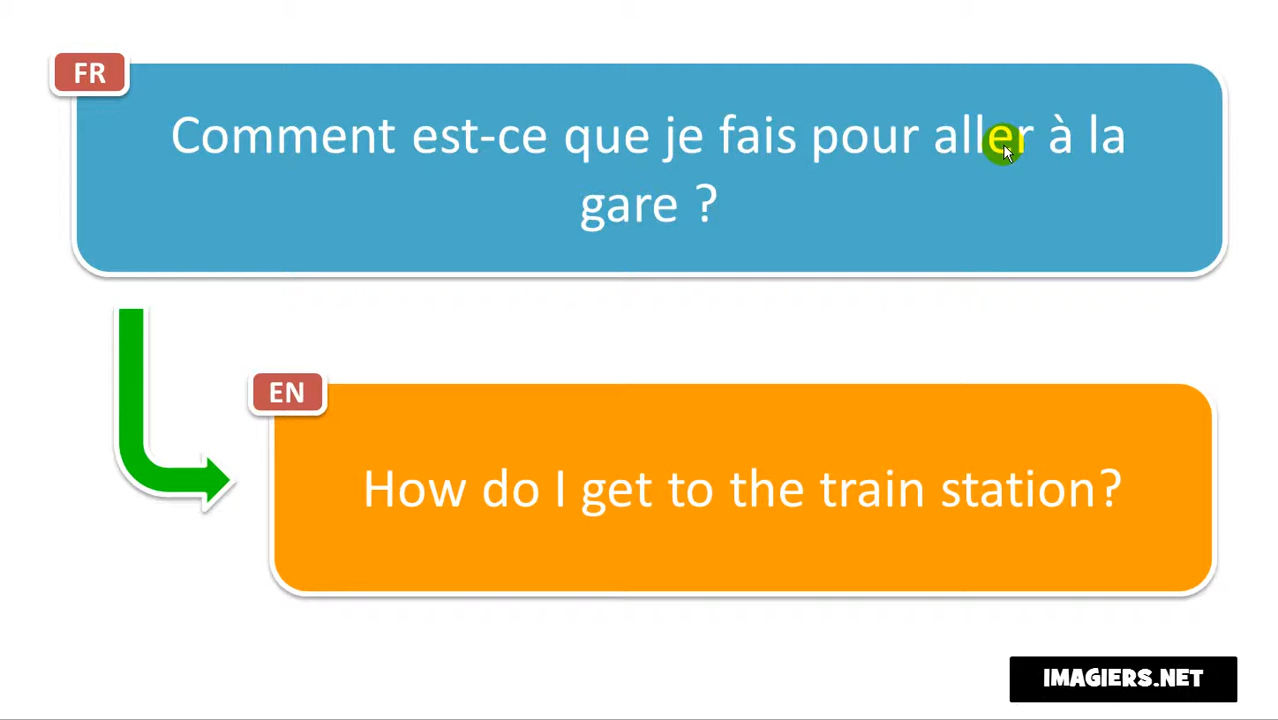 FR
Comment est-ce que je fais pour aller à la
gare ?
EN
How do I get to the train station?
IMAGIERS.NET